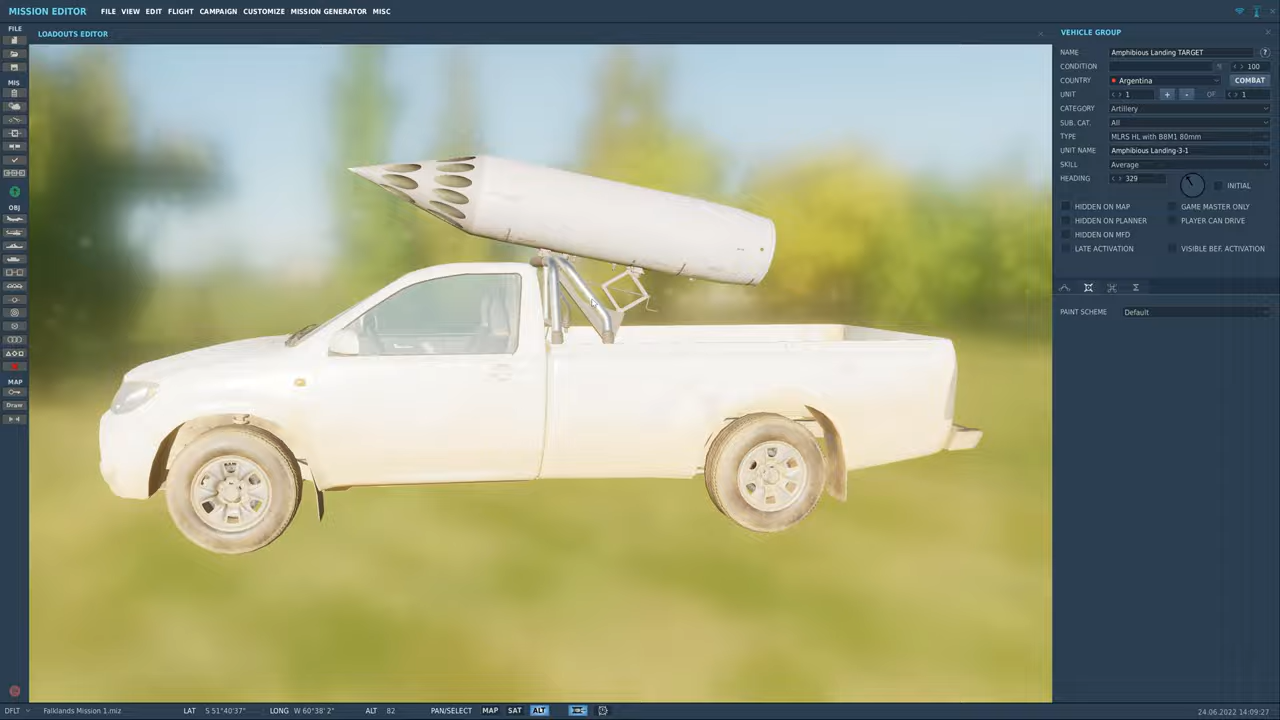 MISSION EDITOR FILE VIEW EDIT FLIGHT CAMPAIGN CUSTOMIZE MISSION GENERATOR MISC
FILE
LOADOUTS EDITOR
MIS
OBJ
MAP
Draw
VEHICLE GROUP
NAME Amphibious Landing TARGET ?
CONDITION % < > 100
COUNTRY Argentina COMBAT
UNIT < > 1 + - OF < > 1
CATEGORY Artillery
SUB. CAT. All
TYPE MLRS HL with B8M1 80mm
UNIT NAME Amphibious Landing-3-1
SKILL Average
HEADING < > 329 INITIAL
HIDDEN ON MAP GAME MASTER ONLY
HIDDEN ON PLANNER PLAYER CAN DRIVE
HIDDEN ON MFD
LATE ACTIVATION VISIBLE BEF. ACTIVATION
PAINT SCHEME Default
DFLT Falklands Mission 1.miz LAT S 51°40'37" LONG W 60°38' 2" ALT 82 PAN/SELECT MAP SAT ALT 24.06.2022 14:09:27